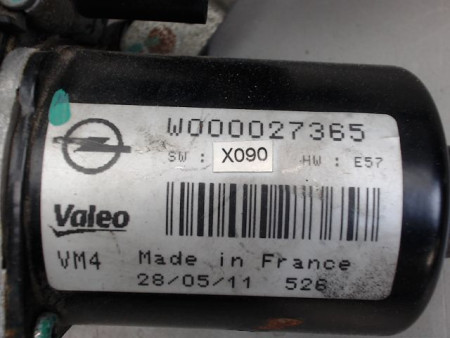 W000027365
SW : X090 HW : E57
Valeo
VM4 Made in France
28/05/11 526